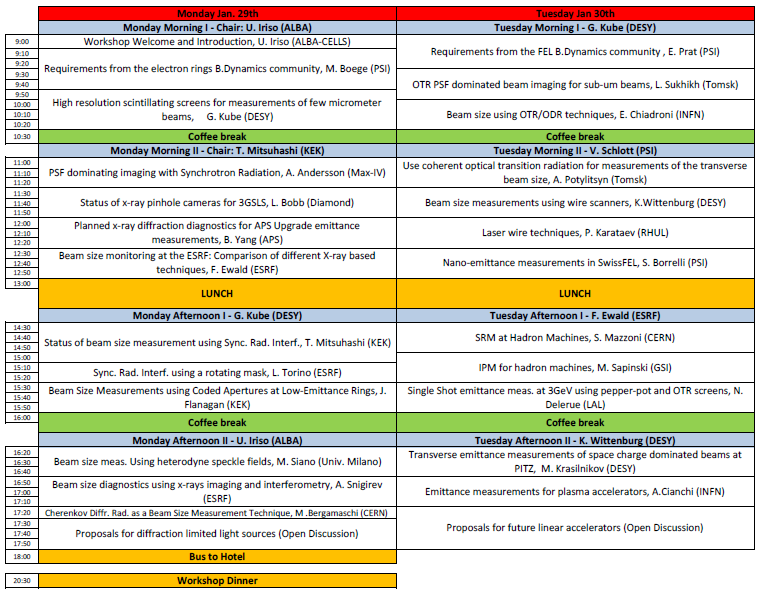 Monday Jan. 29th
Tuesday Jan 30th
Monday Morning I - Chair: U. Iriso (ALBA)
Tuesday Morning I - G. Kube (DESY)
9:00
Workshop Welcome and Introduction, U. Iriso (ALBA-CELLS)
Requirements from the FEL B.Dynamics community , E. Prat (PSI)
9:10
9:20
Requirements from the electron rings B.Dynamics community, M. Boege (PSI)
9:30
OTR PSF dominated beam imaging for sub-um beams, L. Sukhikh (Tomsk)
9:40
9:50
High resolution scintillating screens for measurements of few micrometer
beams, G. Kube (DESY)
10:00
Beam size using OTR/ODR techniques, E. Chiadroni (INFN)
10:10
10:20
10:30
Coffee break
Coffee break
Monday Morning II - Chair: T. Mitsuhashi (KEK)
Tuesday Morning II - V. Schlott (PSI)
11:00
PSF dominating imaging with Synchrotron Radiation, A. Andersson (Max-IV)
Use coherent optical transition radiation for measurements of the transverse
beam size, A. Potylitsyn (Tomsk)
11:10
11:20
11:30
Status of x-ray pinhole cameras for 3GSLS, L. Bobb (Diamond)
Beam size measurements using wire scanners, K.Wittenburg (DESY)
11:40
11:50
12:00
Planned x-ray diffraction diagnostics for APS Upgrade emittance
measurements, B. Yang (APS)
Laser wire techniques, P. Karataev (RHUL)
12:10
12:20
12:30
Beam size monitoring at the ESRF: Comparison of different X-ray based
techniques, F. Ewald (ESRF)
Nano-emittance measurements in SwissFEL, S. Borrelli (PSI)
12:40
12:50
13:00
LUNCH
LUNCH
Monday Afternoon I - G. Kube (DESY)
Tuesday Afternoon I - F. Ewald (ESRF)
14:30
Status of beam size measurement using Sync. Rad. Interf., T. Mitsuhashi (KEK)
SRM at Hadron Machines, S. Mazzoni (CERN)
14:40
14:50
15:00
IPM for hadron machines, M. Sapinski (GSI)
15:10
Sync. Rad. Interf. using a rotating mask, L. Torino (ESRF)
15:20
15:30
Beam Size Measurements using Coded Apertures at Low-Emittance Rings, J.
Flanagan (KEK)
Single Shot emittance meas. at 3GeV using pepper-pot and OTR screens, N.
Delerue (LAL)
15:40
15:50
16:00
Coffee break
Coffee break
Monday Afternoon II - U. Iriso (ALBA)
Tuesday Afternoon II - K. Wittenburg (DESY)
16:20
Beam size meas. Using heterodyne speckle fields, M. Siano (Univ. Milano)
Transverse emittance measurements of space charge dominated beams at
PITZ, M. Krasilnikov (DESY)
16:30
16:40
16:50
Beam size diagnostics using x-rays imaging and interferometry, A. Snigirev
(ESRF)
Emittance measurements for plasma accelerators, A.Cianchi (INFN)
17:00
17:10
17:20
Cherenkov Diffr. Rad. as a Beam Size Measurement Technique, M .Bergamaschi (CERN)
Proposals for future linear accelerators (Open Discussion)
17:30
Proposals for diffraction limited light sources (Open Discussion)
17:40
17:50
18:00
Bus to Hotel
20:30
Workshop Dinner